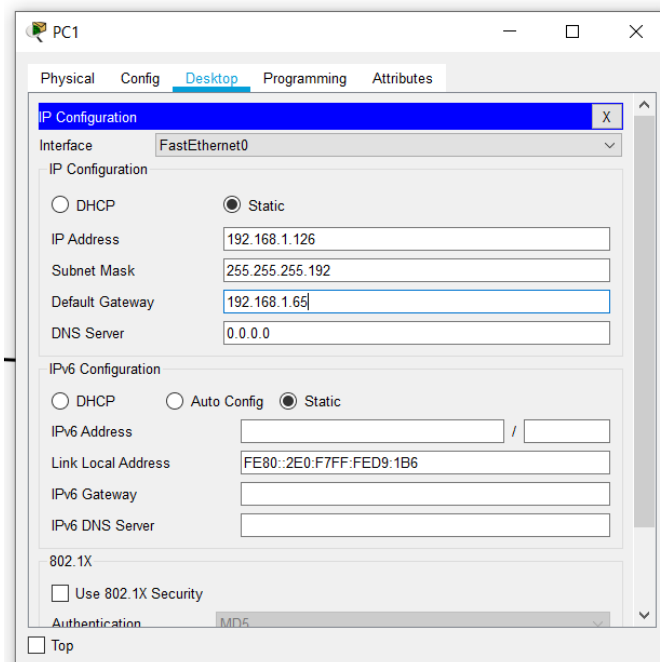 PC1
Physical Config Desktop Programming Attributes
IP Configuration X
Interface FastEthernet0
IP Configuration
DHCP Static
IP Address 192.168.1.126
Subnet Mask 255.255.255.192
Default Gateway 192.168.1.65
DNS Server 0.0.0.0
IPv6 Configuration
DHCP Auto Config Static
IPv6 Address /
Link Local Address FE80::2E0:F7FF:FED9:1B6
IPv6 Gateway
IPv6 DNS Server
802.1X
Use 802.1X Security
Authentication MD5
Top